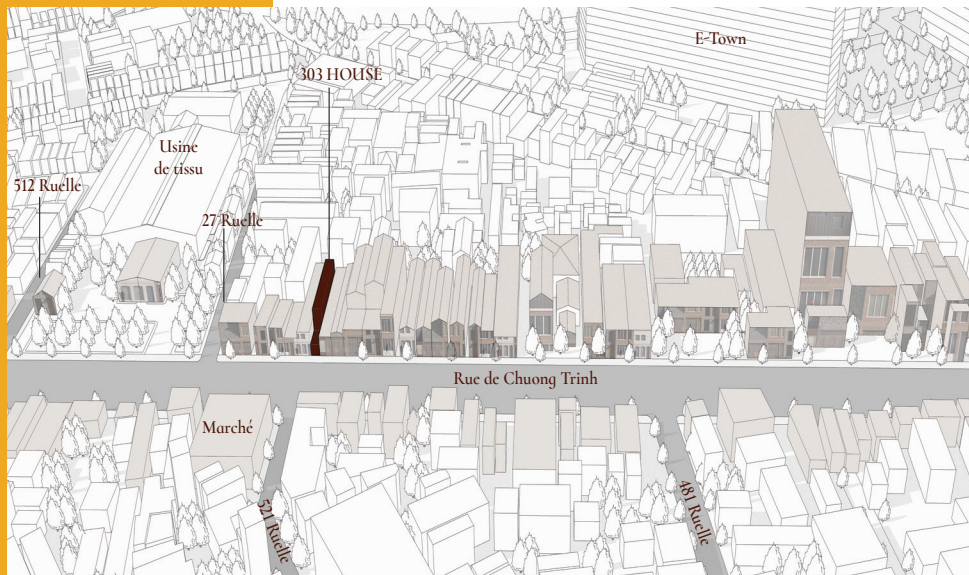 E-Town
303 HOUSE
Usine
de tissu
512 Ruelle
27 Ruelle
Rue de Chuong Trinh
Marché
521 Ruelle
481 Ruelle